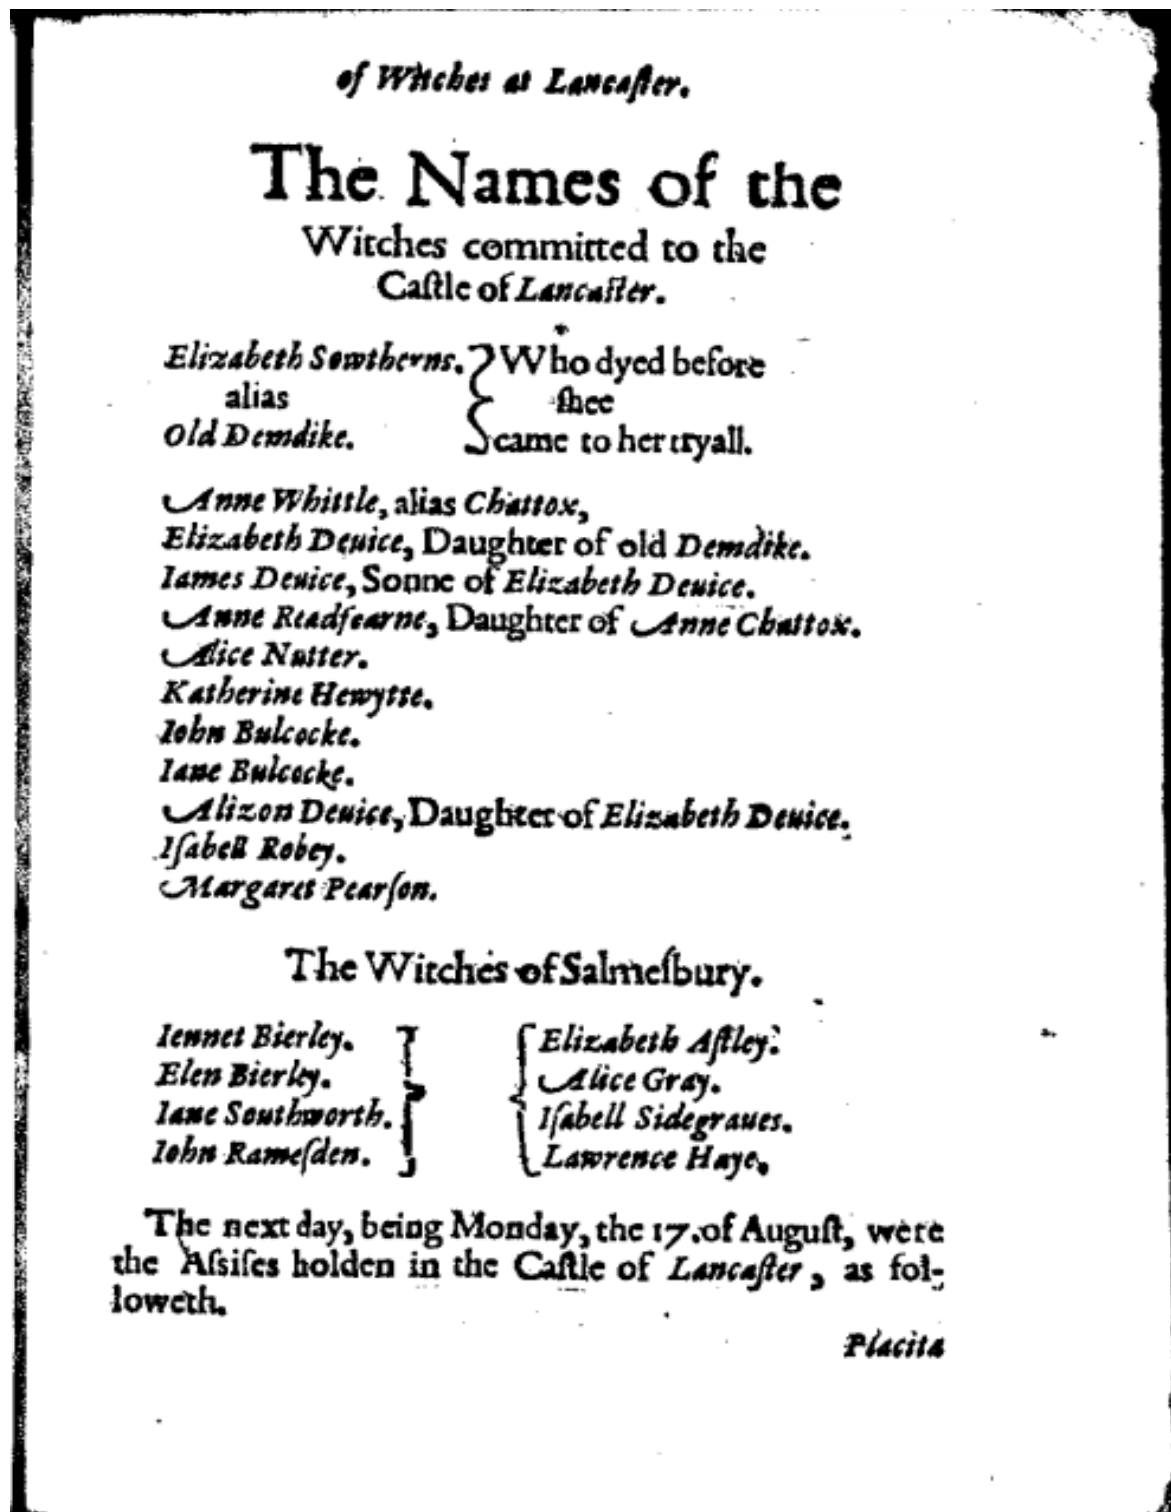 of Witches at Lancaſter.
The Names of the
Witches committed to the
Caſtle of Lancaſter.
Elizabeth Sowtherns. } Who dyed before
alias } ſhee
Old Demdike. } came to her tryall.
Anne Whittle, alias Chattox,
Elizabeth Deuice, Daughter of old Demdike.
Iames Deuice, Sonne of Elizabeth Deuice.
Anne Readfearne, Daughter of Anne Chattox.
Alice Nutter.
Katherine Hewytte.
Iohn Bulcocke.
Iane Bulcocke.
Alizon Deuice, Daughter of Elizabeth Deuice.
Iſabell Robey.
Margaret Pearſon.
The Witches of Salmeſbury.
Iennet Bierley.
Elen Bierley.
Iane Southworth.
Iohn Rameſden.
Elizabeth Aſtley.
Alice Gray.
Iſabell Sidegraues.
Lawrence Haye.
The next day, being Monday, the 17. of Auguſt, were
the Aſsiſes holden in the Caſtle of Lancaſter, as fol-
loweth.
Placita